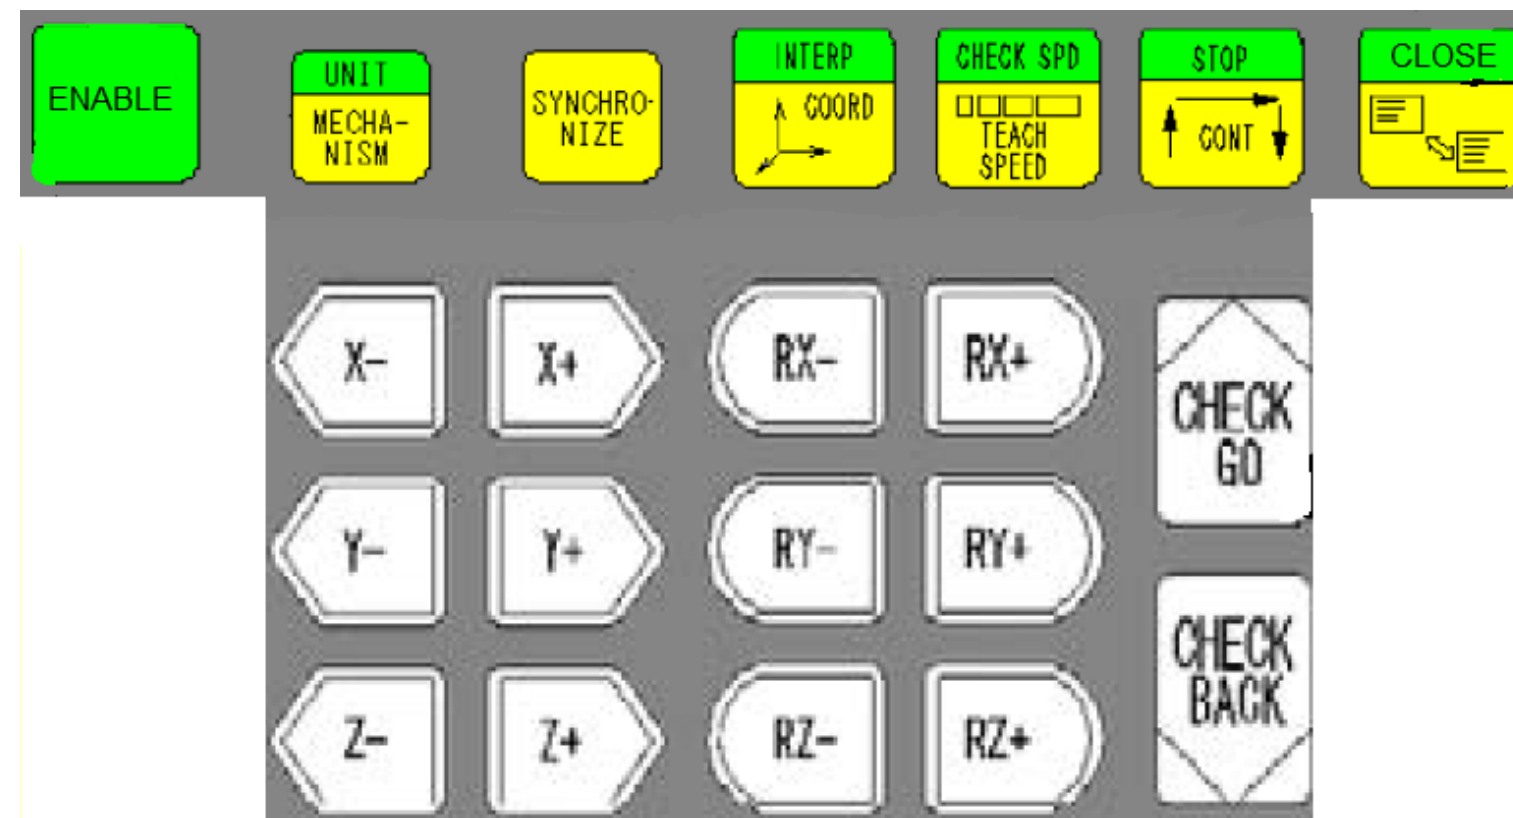 ENABLE
UNIT
MECHA-
NISM
SYNCHRO-
NIZE
INTERP
COORD
CHECK SPD
TEACH
SPEED
STOP
CONT
CLOSE
X-
X+
RX-
RX+
CHECK
GO
Y-
Y+
RY-
RY+
CHECK
BACK
Z-
Z+
RZ-
RZ+